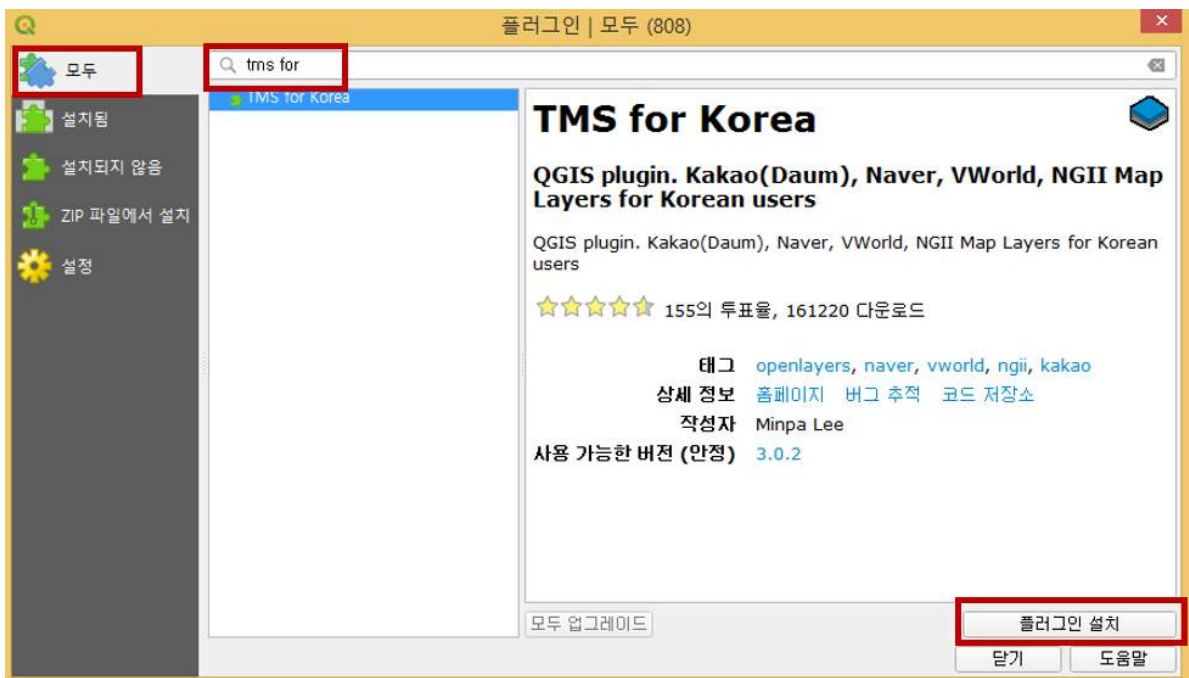 플러그인 | 모두 (808)
모두
설치됨
설치되지 않음
ZIP 파일에서 설치
설정
tms for
TMS for Korea
TMS for Korea
QGIS plugin. Kakao(Daum), Naver, VWorld, NGII Map
Layers for Korean users
QGIS plugin. Kakao(Daum), Naver, VWorld, NGII Map Layers for Korean
users
155의 투표율, 161220 다운로드
태그 openlayers, naver, vworld, ngii, kakao
상세 정보 홈페이지 버그 추적 코드 저장소
작성자 Minpa Lee
사용 가능한 버전 (안정) 3.0.2
모두 업그레이드
플러그인 설치
닫기
도움말